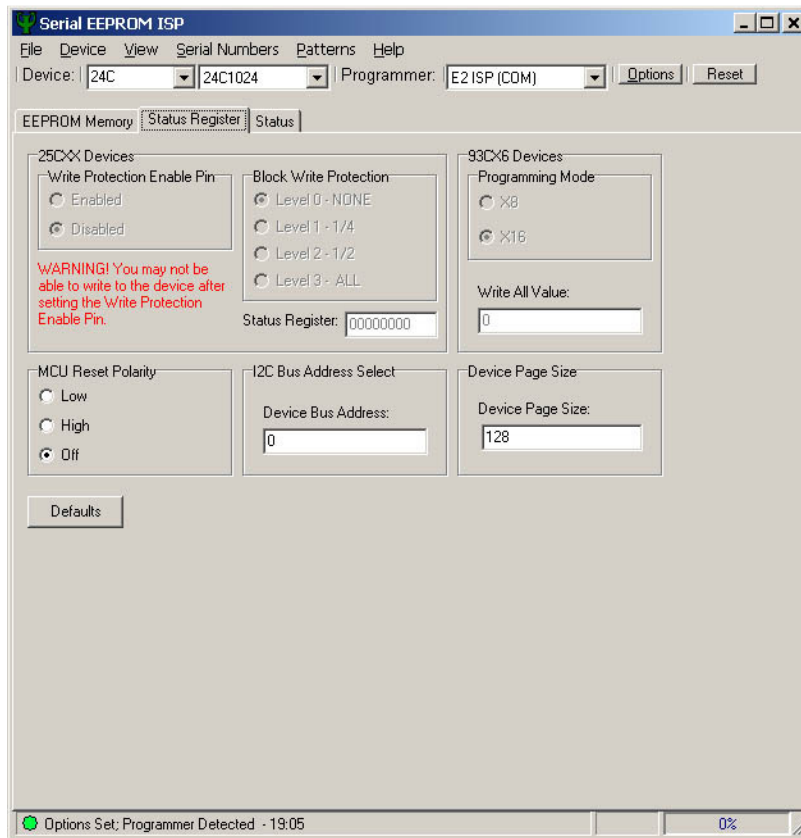 Serial EEPROM ISP
File Device View Serial Numbers Patterns Help
Device: 24C 24C1024 Programmer: E2 ISP (COM) Options Reset
EEPROM Memory Status Register Status
25CXX Devices
Write Protection Enable Pin
Enabled
Disabled
WARNING! You may not be
able to write to the device after
setting the Write Protection
Enable Pin.
Block Write Protection
Level 0 - NONE
Level 1 - 1/4
Level 2 - 1/2
Level 3 - ALL
Status Register: 00000000
93CX6 Devices
Programming Mode
X8
X16
Write All Value:
0
MCU Reset Polarity
Low
High
Off
I2C Bus Address Select
Device Bus Address:
0
Device Page Size
Device Page Size:
128
Defaults
Options Set; Programmer Detected - 19:05
0%